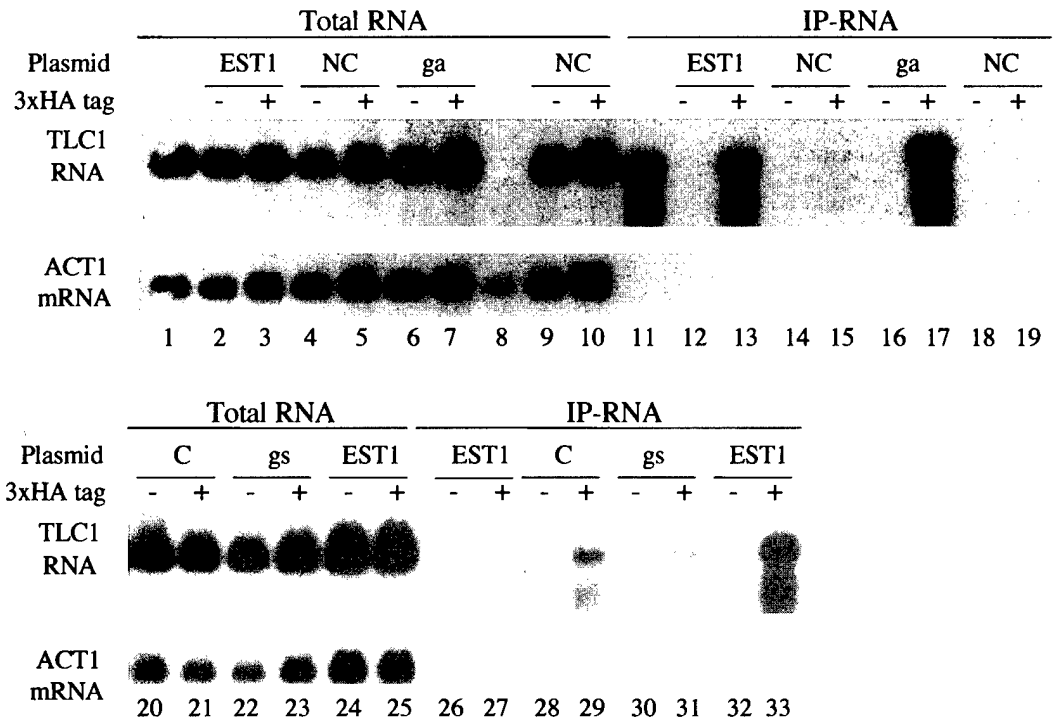 Total RNA IP-RNA
Plasmid EST1 NC ga NC EST1 NC ga NC
3xHA tag - + - + - + - + - + - + - + - +
TLC1
RNA
ACT1
mRNA
1 2 3 4 5 6 7 8 9 10 11 12 13 14 15 16 17 18 19
Total RNA IP-RNA
Plasmid C gs EST1 EST1 C gs EST1
3xHA tag - + - + - + - + - + - + - +
TLC1
RNA
ACT1
mRNA
20 21 22 23 24 25 26 27 28 29 30 31 32 33